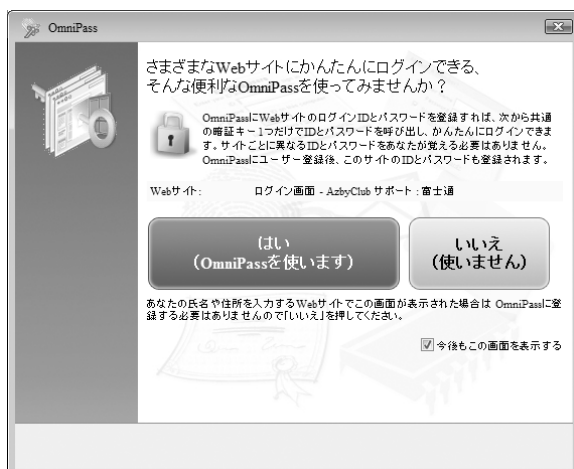 OmniPass
さまざまなWebサイトにかんたんにログインできる、
そんな便利なOmniPassを使ってみませんか？
OmniPassにWebサイトのログインIDとパスワードを登録すれば、次から共通
の暗証キー1つだけでIDとパスワードを呼び出し、かんたんにログインできま
す。サイトごとに異なるIDとパスワードをあなたが覚える必要はありません。
OmniPassにユーザー登録後、このサイトのIDとパスワードも登録されます。
Webサイト: ログイン画面 - AzbyClub サポート : 富士通
はい
(OmniPassを使います)
いいえ
(使いません)
あなたの氏名や住所を入力するWebサイトでこの画面が表示された場合は OmniPassに登
録する必要はありませんので「いいえ」を押してください。
今後もこの画面を表示する